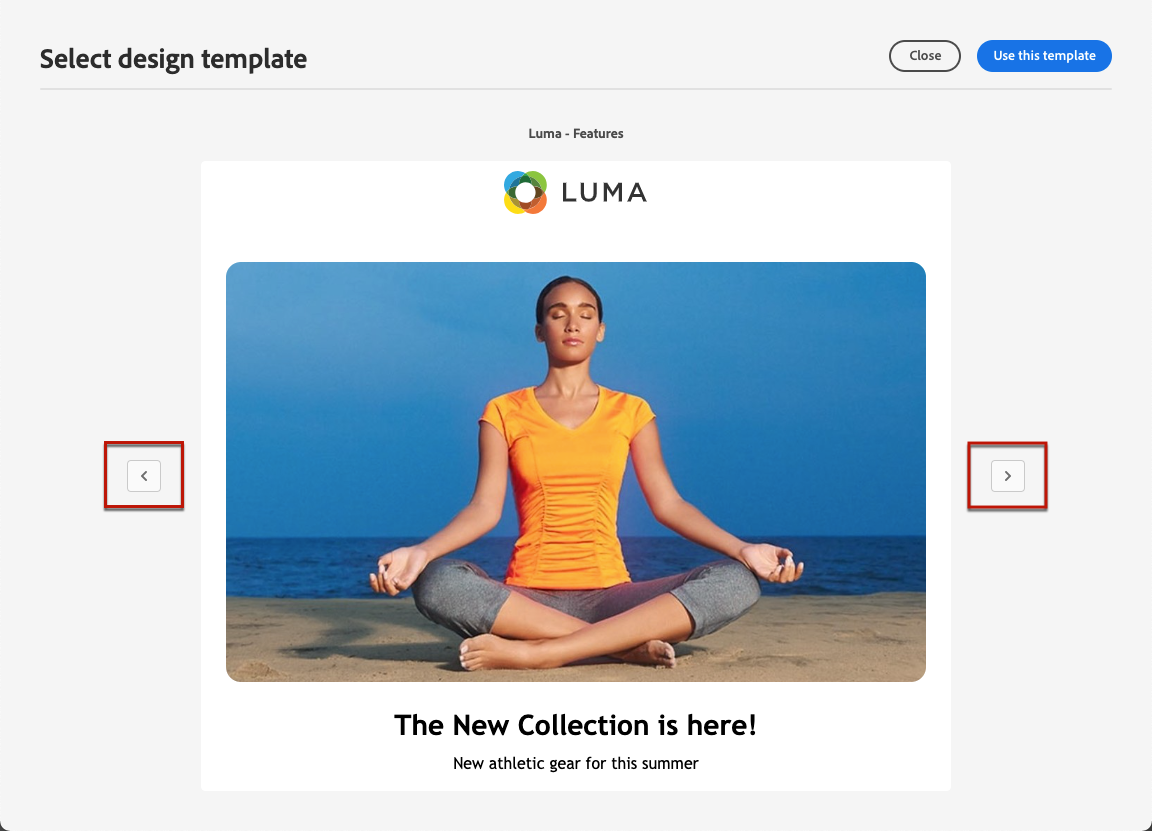 Select design template
Close
Use this template
Luma - Features
LUMA
The New Collection is here!
New athletic gear for this summer